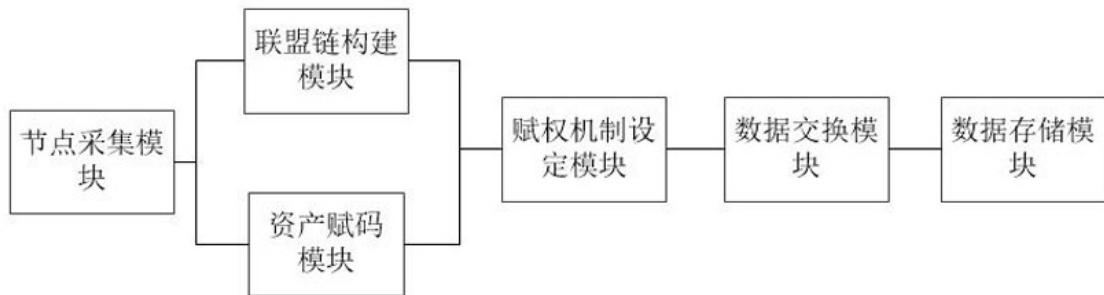 节点采集模
块
联盟链构建
模块
资产赋码
模块
赋权机制设
定模块
数据交换模
块
数据存储模
块